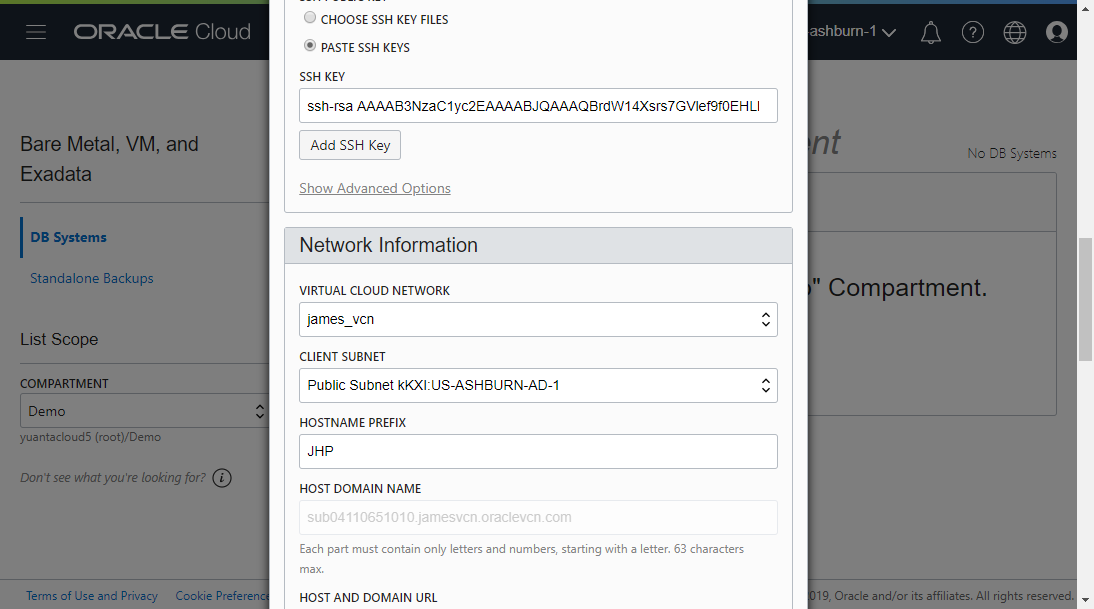 ORACLE Cloud
-ashburn-1
CHOOSE SSH KEY FILES
PASTE SSH KEYS
SSH KEY
ssh-rsa AAAAB3NzaC1yc2EAAAABJQAAAQBrdW14Xsrs7GVlef9f0EHLI
Add SSH Key
Show Advanced Options
Network Information
VIRTUAL CLOUD NETWORK
james_vcn
CLIENT SUBNET
Public Subnet kKXI:US-ASHBURN-AD-1
HOSTNAME PREFIX
JHP
HOST DOMAIN NAME
sub04110651010.jamesvcn.oraclevcn.com
Each part must contain only letters and numbers, starting with a letter. 63 characters
max.
HOST AND DOMAIN URL
Bare Metal, VM, and
Exadata
DB Systems
Standalone Backups
List Scope
COMPARTMENT
Demo
yuantacloud5 (root)/Demo
Don't see what you're looking for?
No DB Systems
" Compartment.
Terms of Use and Privacy
Cookie Preference
2019, Oracle and/or its affiliates. All rights reserved.